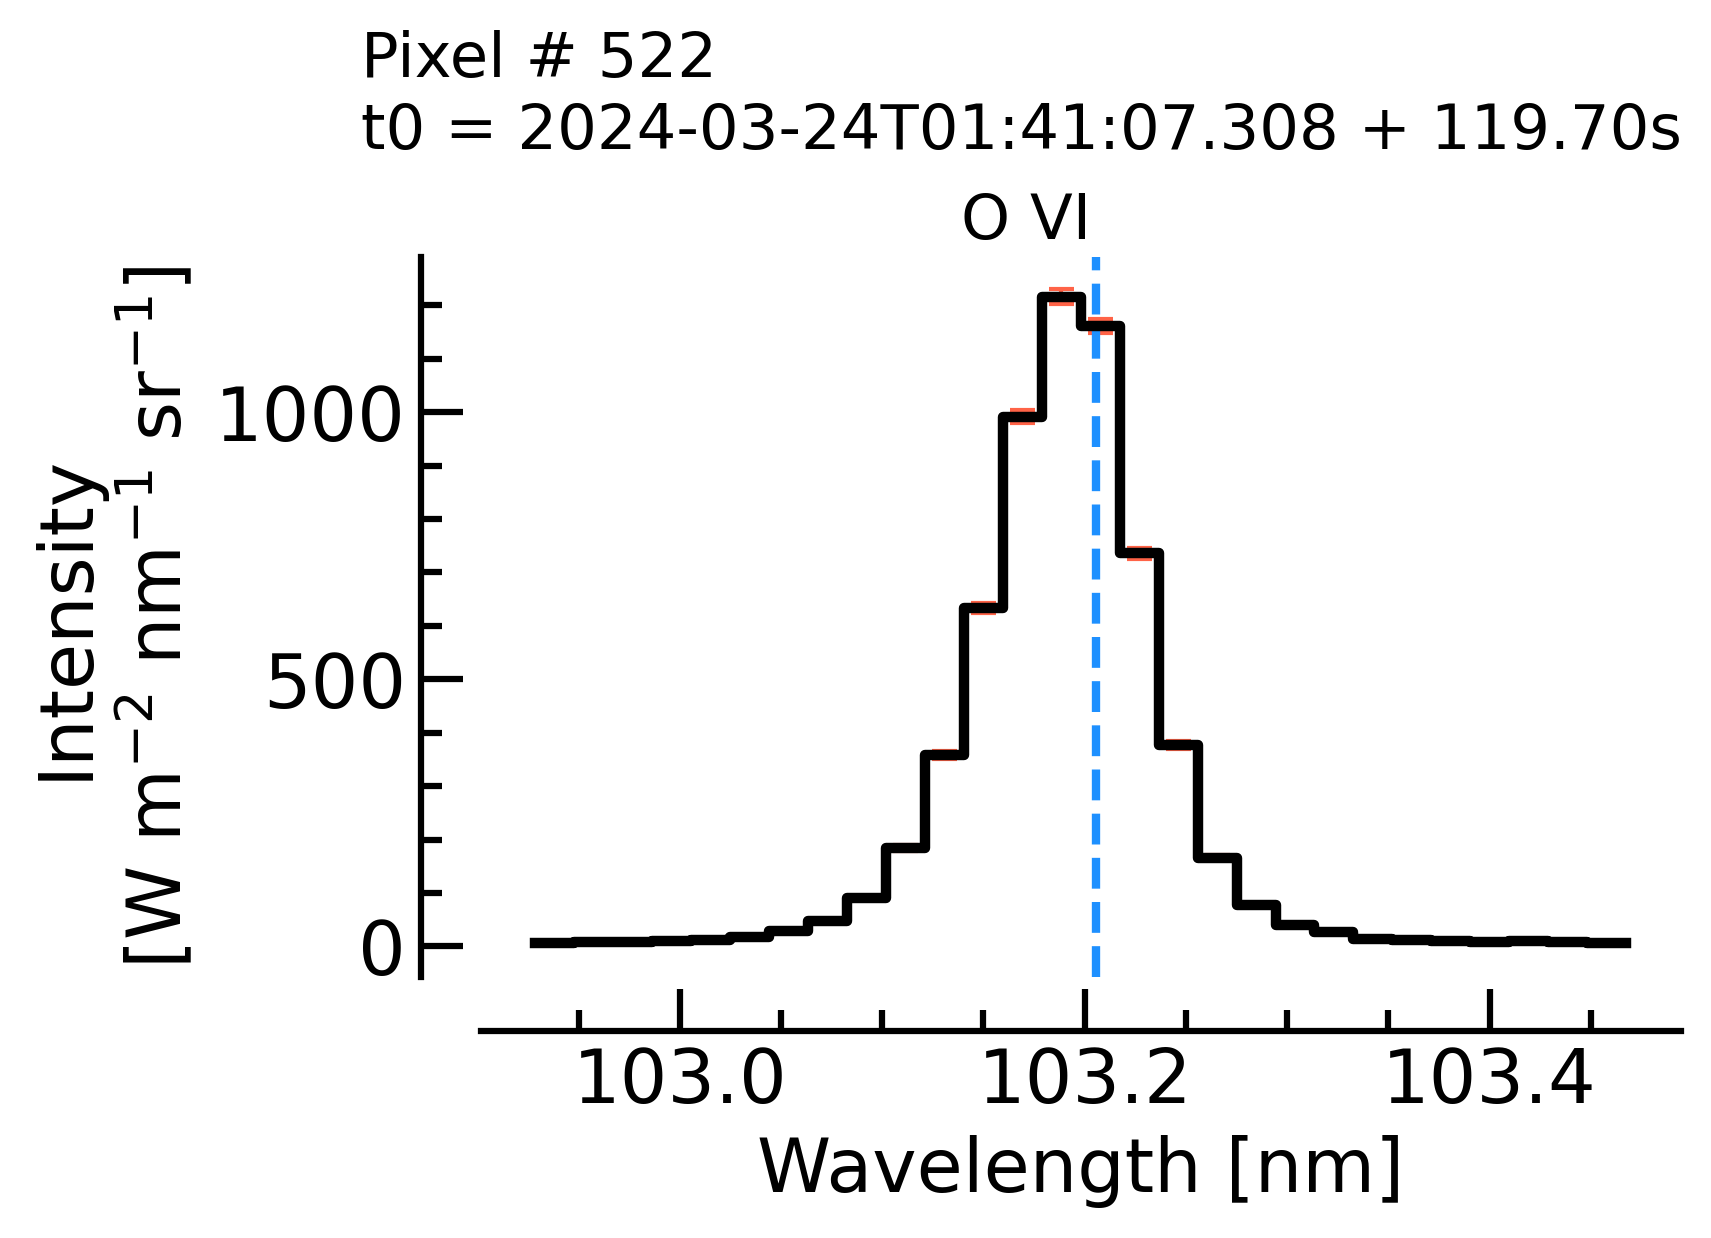 Pixel # 522
t0 = 2024-03-24T01:41:07.308 + 119.70s
O VI
Intensity
[W m⁻² nm⁻¹ sr⁻¹]
1000
500
0
103.0 103.2 103.4
Wavelength [nm]